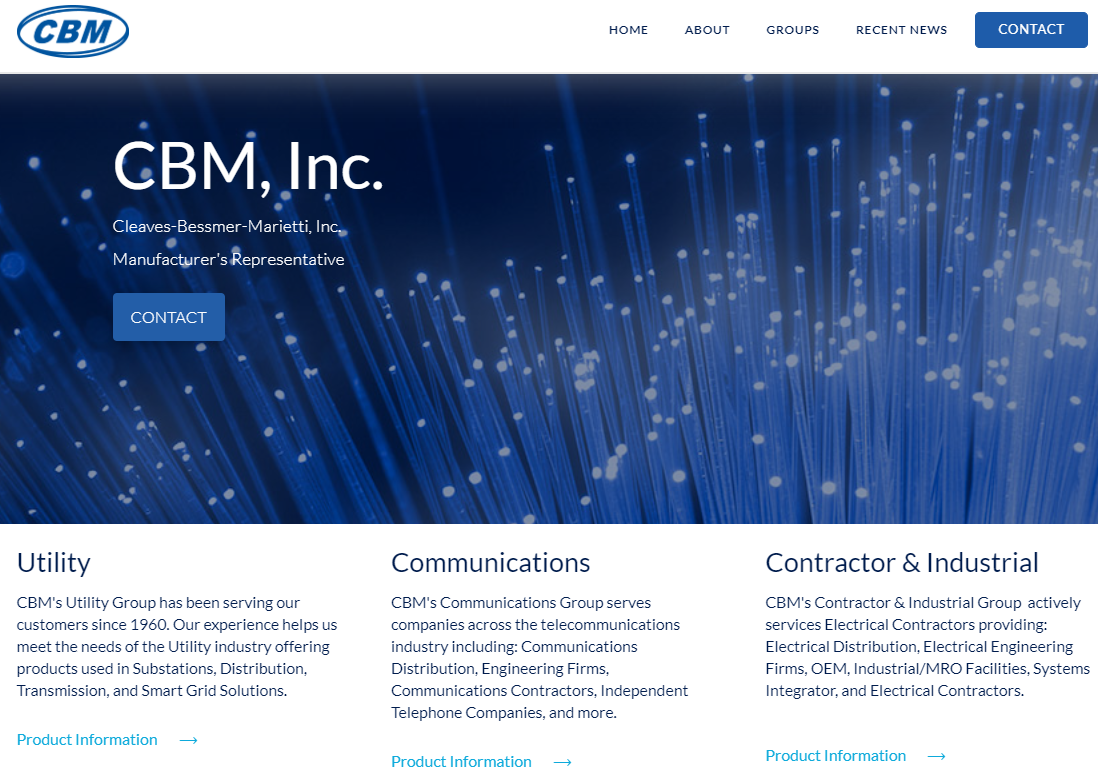 CBM
HOME ABOUT GROUPS RECENT NEWS CONTACT
CBM, Inc.
Cleaves-Bessmer-Marietti, Inc.
Manufacturer's Representative
CONTACT
Utility
CBM's Utility Group has been serving our
customers since 1960. Our experience helps us
meet the needs of the Utility industry offering
products used in Substations, Distribution,
Transmission, and Smart Grid Solutions.
Product Information →
Communications
CBM's Communications Group serves
companies across the telecommunications
industry including: Communications
Distribution, Engineering Firms,
Communications Contractors, Independent
Telephone Companies, and more.
Product Information →
Contractor & Industrial
CBM's Contractor & Industrial Group  actively
services Electrical Contractors providing:
Electrical Distribution, Electrical Engineering
Firms, OEM, Industrial/MRO Facilities, Systems
Integrator, and Electrical Contractors.
Product Information →